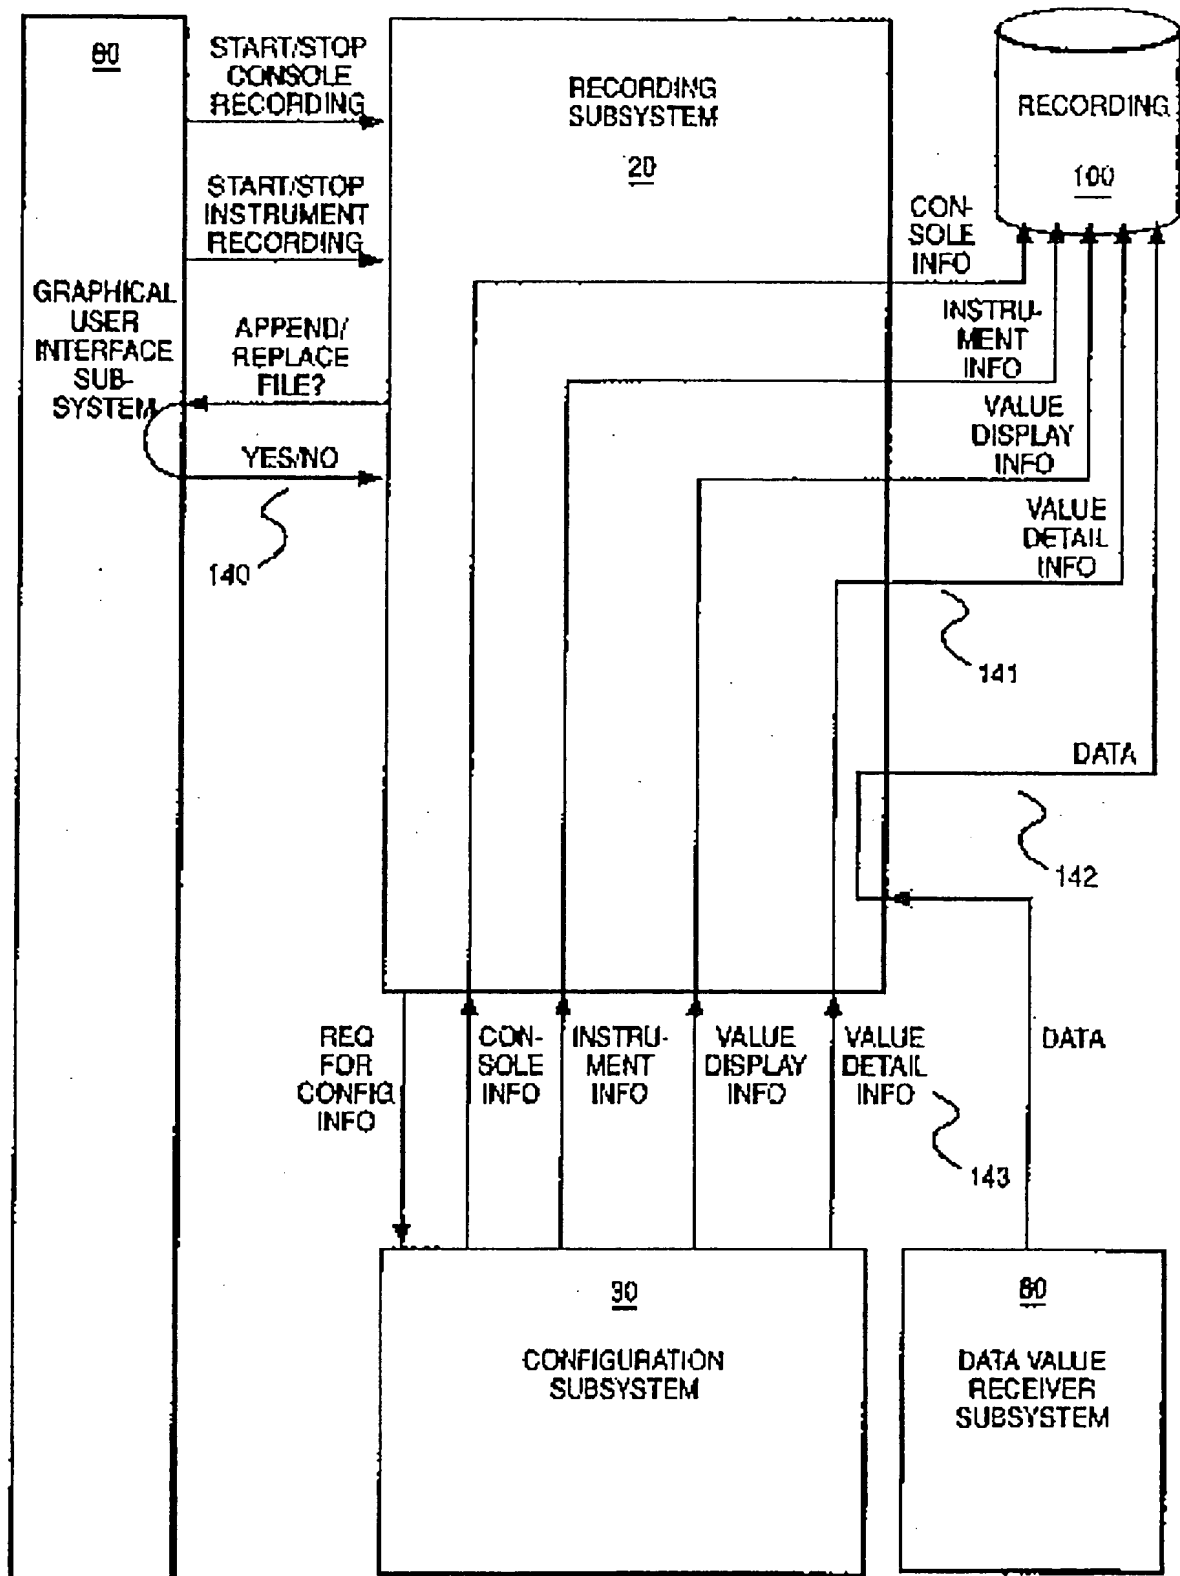 START/STOP
CONSOLE
RECORDING
START/STOP
INSTRUMENT
RECORDING
GRAPHICAL
USER
INTERFACE
SUB-
SYSTEM
APPEND/
REPLACE
FILE?
YES/NO
140
RECORDING
SUBSYSTEM
20
RECORDING
100
CON-
SOLE
INFO
INSTRU-
MENT
INFO
VALUE
DISPLAY
INFO
VALUE
DETAIL
INFO
141
DATA
142
REQ
FOR
CONFIG
INFO
CON-
SOLE
INFO
INSTRU-
MENT
INFO
VALUE
DISPLAY
INFO
VALUE
DETAIL
INFO
DATA
143
30
CONFIGURATION
SUBSYSTEM
DATA VALUE
RECEIVER
SUBSYSTEM